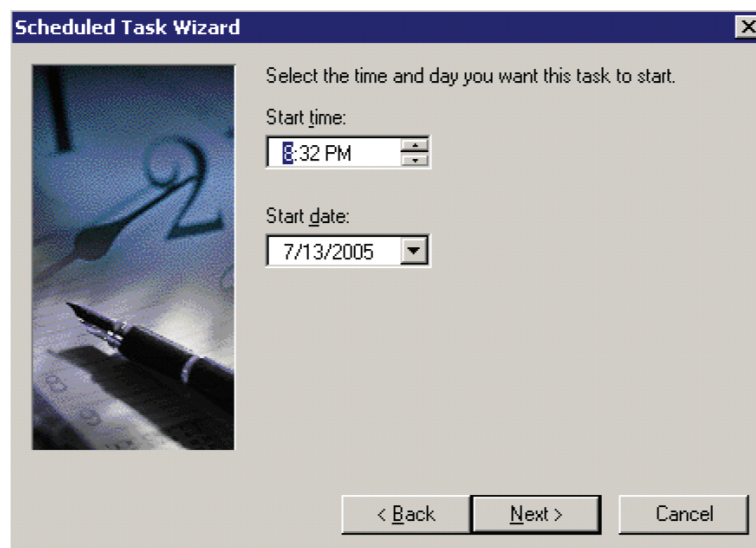 Scheduled Task Wizard
Select the time and day you want this task to start.
Start time:
8:32 PM
Start date:
7/13/2005
< Back
Next >
Cancel